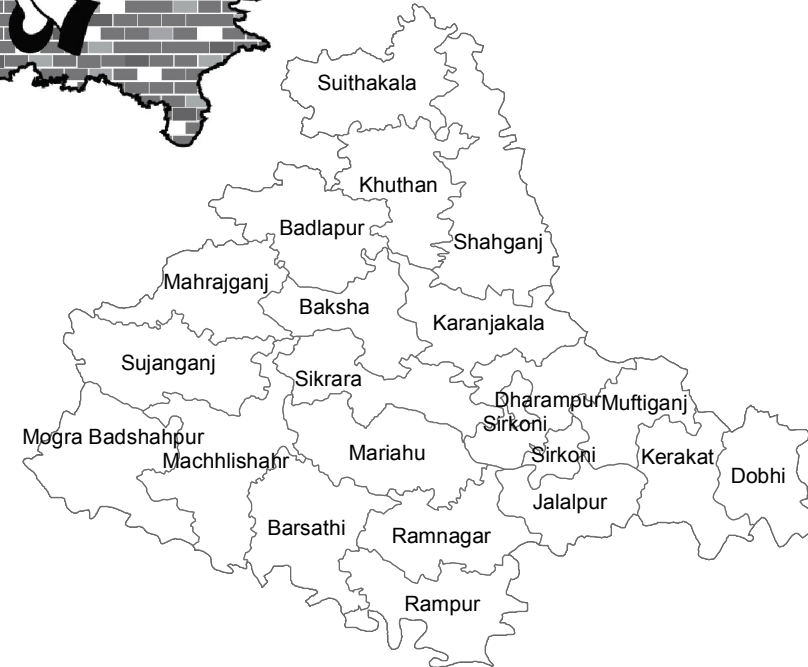 Suithakala
Khuthan
Badlapur
Shahganj
Mahrajganj
Baksha
Karanjakala
Sujanganj
Sikrara
Dharampur
Muftiganj
Sirkoni
Mogra Badshahpur
Machhlishahr
Mariahu
Sirkoni
Kerakat
Dobhi
Jalalpur
Barsathi
Ramnagar
Rampur